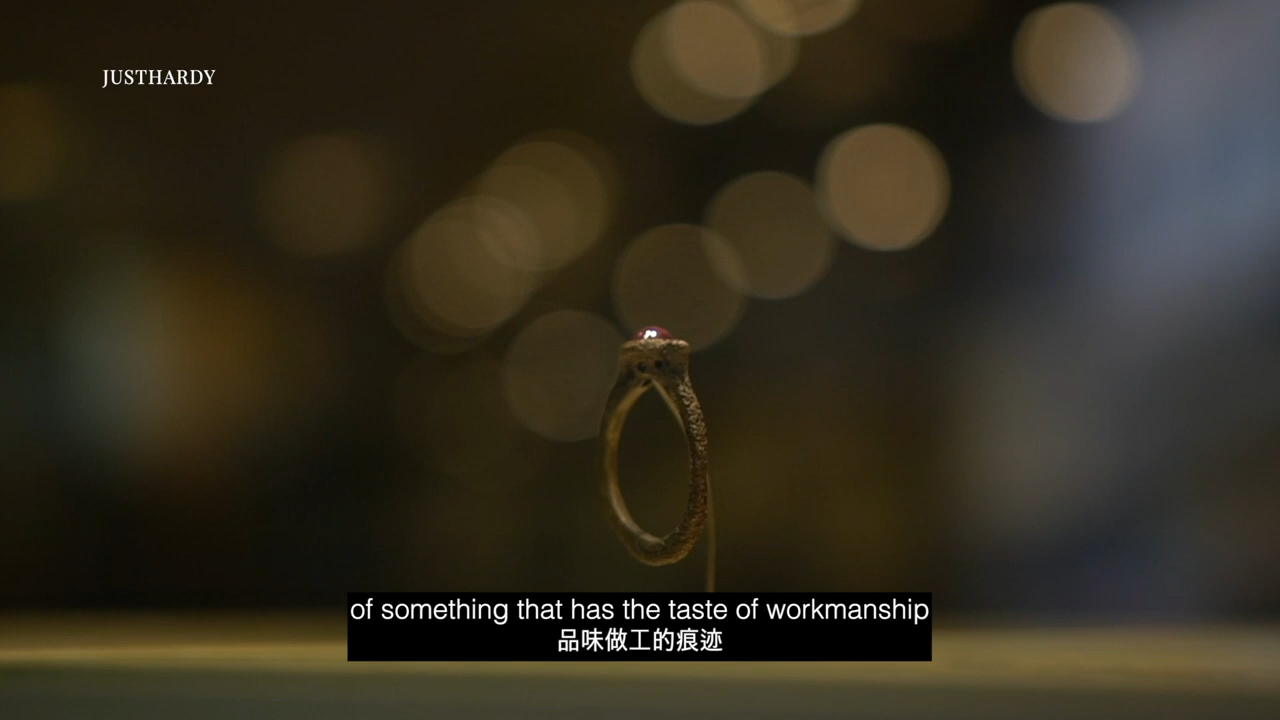 JUSTHARDY
of something that has the taste of workmanship
品味做工的痕迹